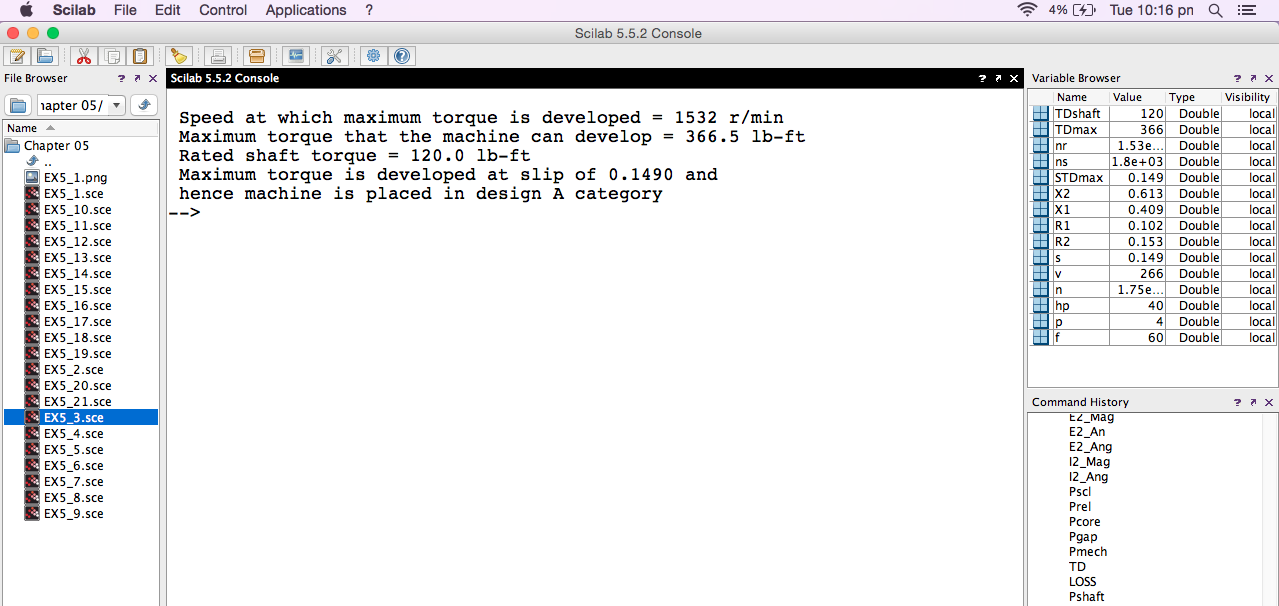 Scilab File Edit Control Applications ? 4% Tue 10:16 pn
Scilab 5.5.2 Console
File Browser ?
hapter 05/
Name
Chapter 05
..
EX5_1.png
EX5_1.sce
EX5_10.sce
EX5_11.sce
EX5_12.sce
EX5_13.sce
EX5_14.sce
EX5_15.sce
EX5_16.sce
EX5_17.sce
EX5_18.sce
EX5_19.sce
EX5_2.sce
EX5_20.sce
EX5_21.sce
EX5_3.sce
EX5_4.sce
EX5_5.sce
EX5_6.sce
EX5_7.sce
EX5_8.sce
EX5_9.sce
Scilab 5.5.2 Console ?
Speed at which maximum torque is developed = 1532 r/min
Maximum torque that the machine can develop = 366.5 lb-ft
Rated shaft torque = 120.0 lb-ft
Maximum torque is developed at slip of 0.1490 and
hence machine is placed in design A category
-->
Variable Browser ?
Name Value Type Visibility
TDshaft 120 Double local
TDmax 366 Double local
nr 1.53e... Double local
ns 1.8e+03 Double local
STDmax 0.149 Double local
X2 0.613 Double local
X1 0.409 Double local
R1 0.102 Double local
R2 0.153 Double local
s 0.149 Double local
v 266 Double local
n 1.75e... Double local
hp 40 Double local
p 4 Double local
f 60 Double local
Command History ?
E2_Mag
E2_An
E2_Ang
I2_Mag
I2_Ang
Pscl
Prel
Pcore
Pgap
Pmech
TD
LOSS
Pshaft